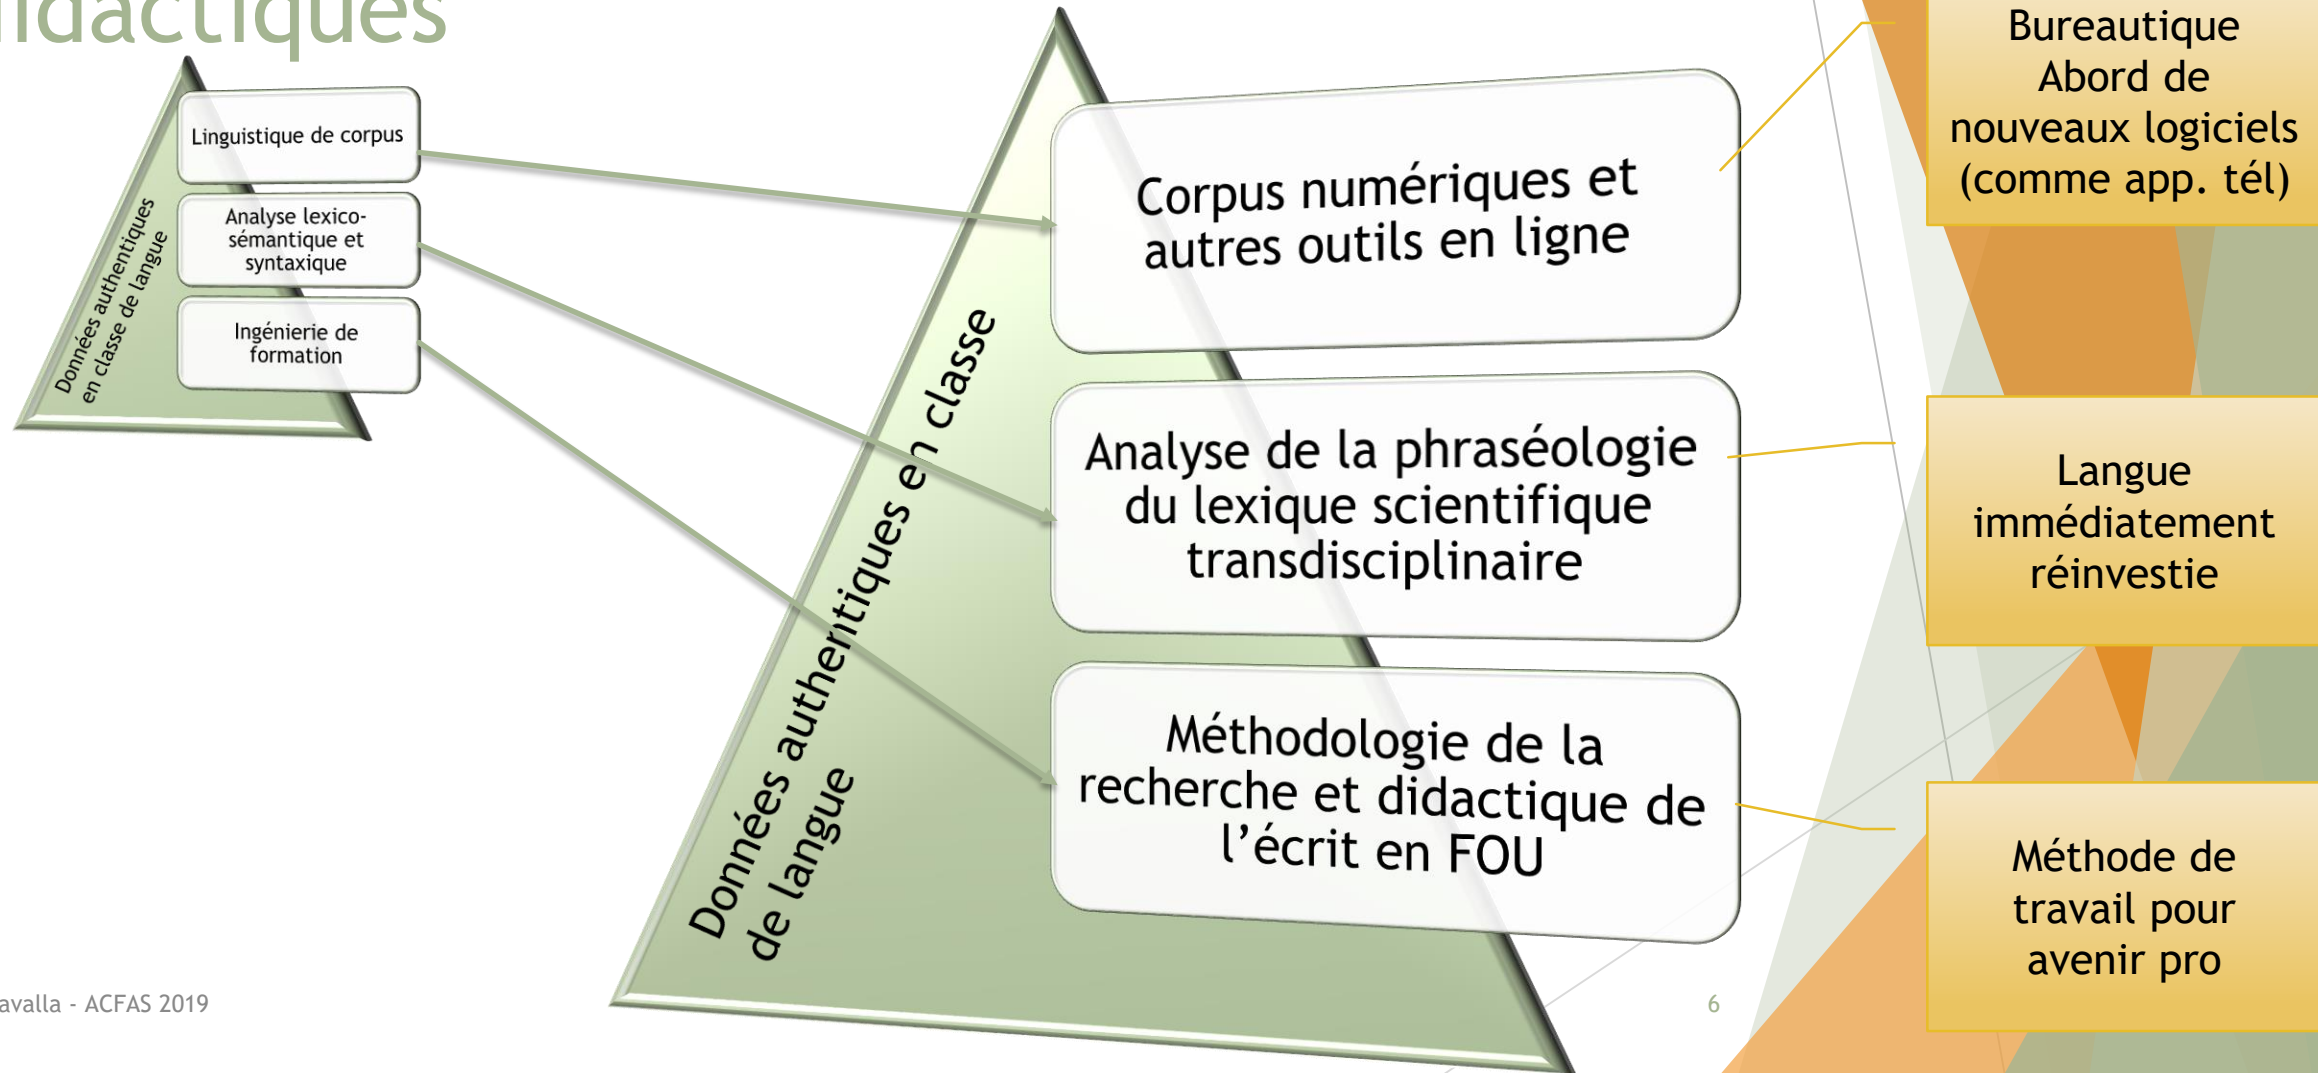 didactiques
Linguistique de corpus
Analyse lexico-
sémantique et
syntaxique
Ingénierie de
formation
Données authentiques
en classe de langue
Corpus numériques et
autres outils en ligne
Analyse de la phraséologie
du lexique scientifique
transdisciplinaire
Méthodologie de la
recherche et didactique de
l'écrit en FOU
Données authentiques en classe
de langue
Bureautique
Abord de
nouveaux logiciels
(comme app. tél)
Langue
immédiatement
réinvestie
Méthode de
travail pour
avenir pro
avalla - ACFAS 2019
6